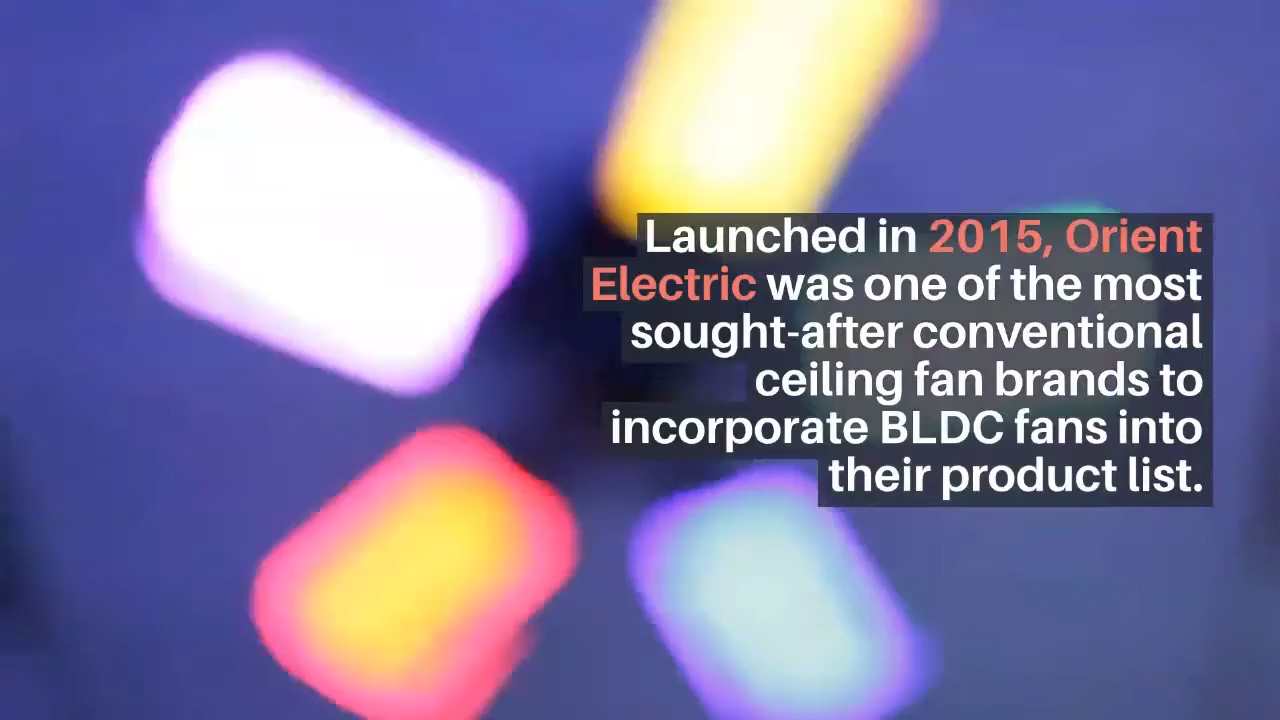 Launched in 2015, Orient
Electric was one of the most
sought-after conventional
ceiling fan brands to
incorporate BLDC fans into
their product list.